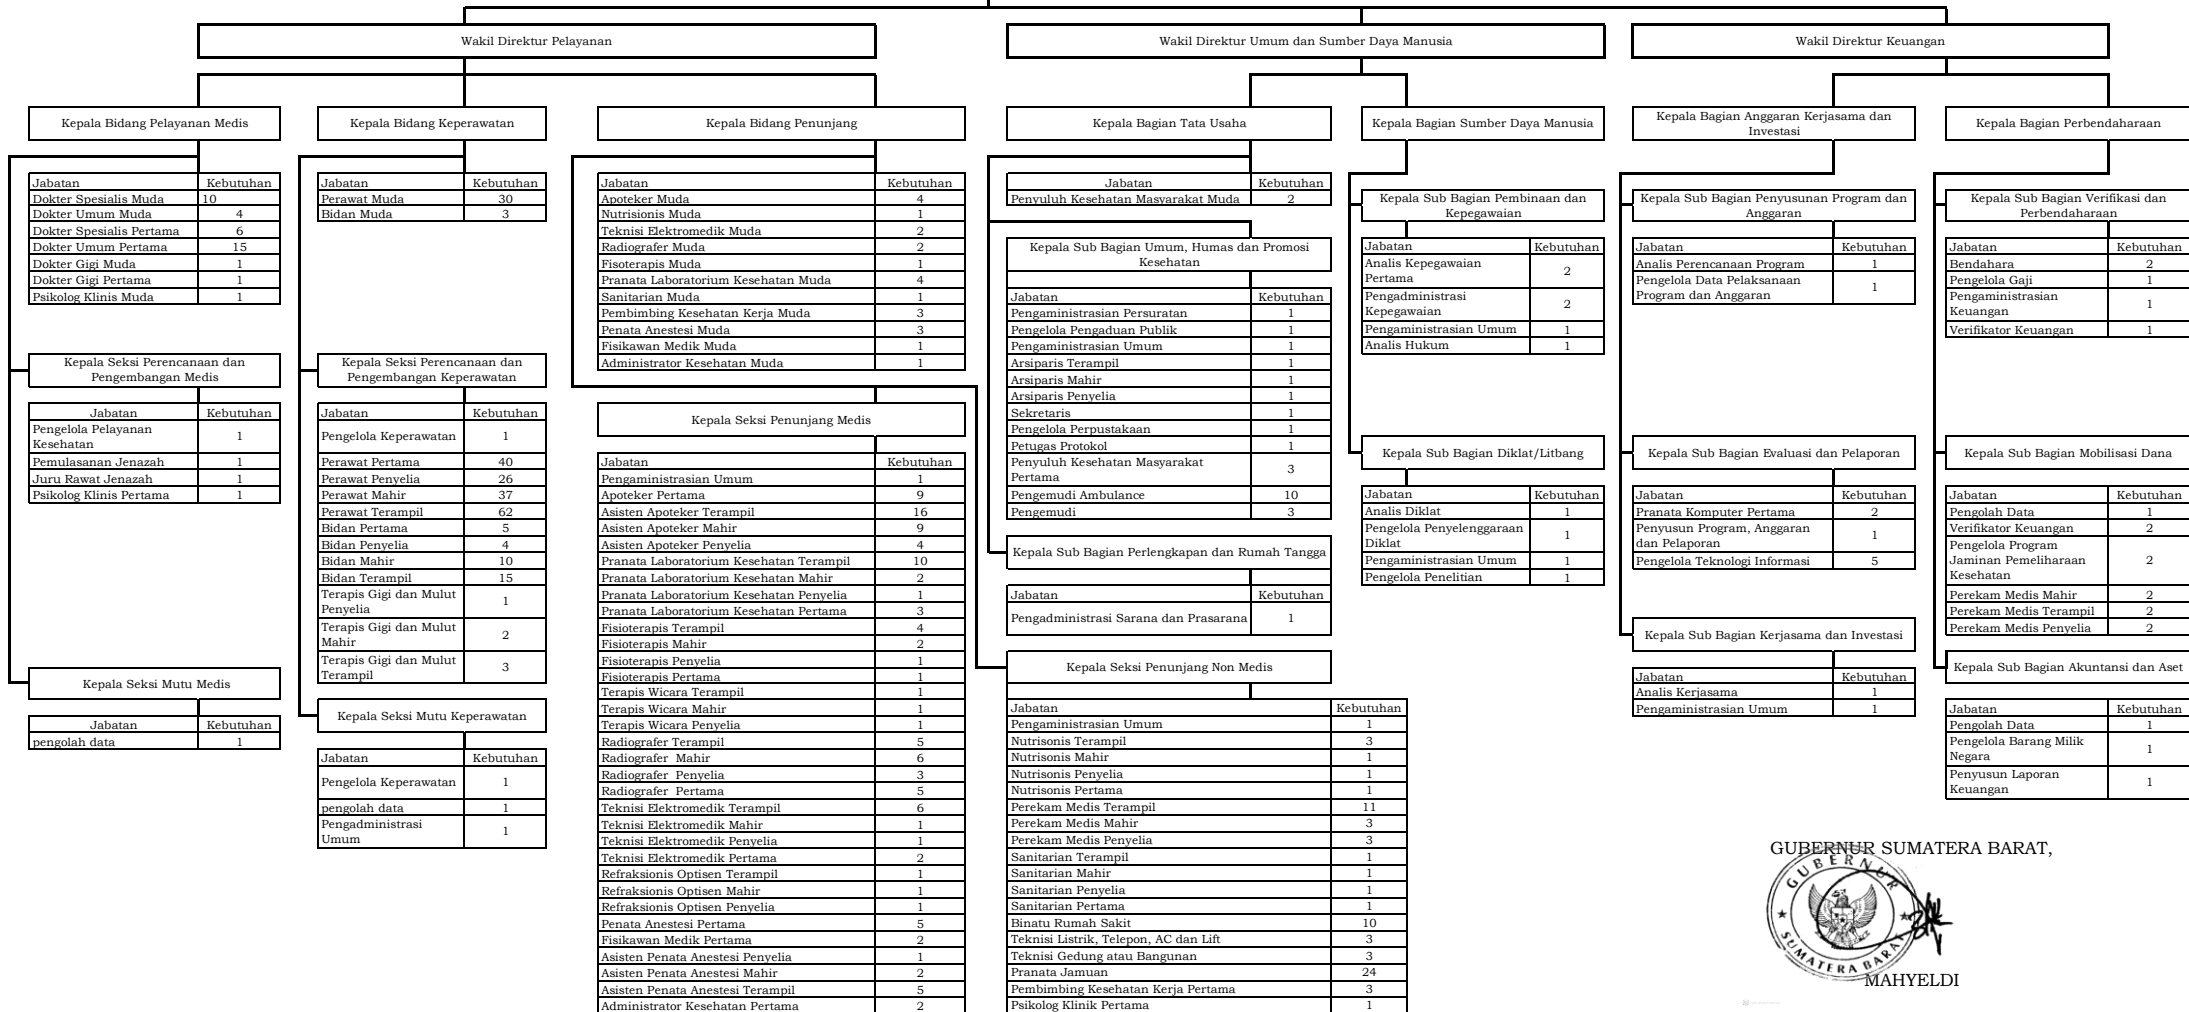 Wakil Direktur Pelayanan
Wakil Direktur Umum dan Sumber Daya Manusia
Wakil Direktur Keuangan
Kepala Bidang Pelayanan Medis
Kepala Bidang Keperawatan
Kepala Bidang Penunjang
Kepala Bagian Tata Usaha
Kepala Bagian Sumber Daya Manusia
Kepala Bagian Anggaran Kerjasama dan
Investasi
Kepala Bagian Perbendaharaan
Jabatan Kebutuhan
Dokter Spesialis Muda 10
Dokter Umum Muda 4
Dokter Spesialis Pertama 6
Dokter Umum Pertama 15
Dokter Gigi Muda 1
Dokter Gigi Pertama 1
Psikolog Klinis Muda 1
Kepala Seksi Perencanaan dan
Pengembangan Medis
Jabatan Kebutuhan
Pengelola Pelayanan
Kesehatan 1
Pemulasanan Jenazah 1
Juru Rawat Jenazah 1
Psikolog Klinis Pertama 1
Kepala Seksi Mutu Medis
Jabatan Kebutuhan
pengolah data 1
Jabatan Kebutuhan
Perawat Muda 30
Bidan Muda 3
Kepala Seksi Perencanaan dan
Pengembangan Keperawatan
Jabatan Kebutuhan
Pengelola Keperawatan 1
Perawat Pertama 40
Perawat Penyelia 26
Perawat Mahir 37
Perawat Terampil 62
Bidan Pertama 5
Bidan Penyelia 4
Bidan Mahir 10
Bidan Terampil 15
Terapis Gigi dan Mulut
Penyelia 1
Terapis Gigi dan Mulut
Mahir 2
Terapis Gigi dan Mulut
Terampil 3
Kepala Seksi Mutu Keperawatan
Jabatan Kebutuhan
Pengelola Keperawatan 1
pengolah data 1
Pengadministrasi
Umum 1
Jabatan Kebutuhan
Apoteker Muda 4
Nutrisionis Muda 1
Teknisi Elektromedik Muda 2
Radiografer Muda 2
Fisoterapis Muda 1
Pranata Laboratorium Kesehatan Muda 4
Sanitarian Muda 1
Pembimbing Kesehatan Kerja Muda 3
Penata Anestesi Muda 3
Fisikawan Medik Muda 1
Administrator Kesehatan Muda 1
Kepala Seksi Penunjang Medis
Jabatan Kebutuhan
Pengaministrasian Umum 1
Apoteker Pertama 9
Asisten Apoteker Terampil 16
Asisten Apoteker Mahir 9
Asisten Apoteker Penyelia 4
Pranata Laboratorium Kesehatan Terampil 10
Pranata Laboratorium Kesehatan Mahir 2
Pranata Laboratorium Kesehatan Penyelia 1
Pranata Laboratorium Kesehatan Pertama 3
Fisioterapis Terampil 4
Fisioterapis Mahir 2
Fisioterapis Penyelia 1
Fisioterapis Pertama 1
Terapis Wicara Terampil 1
Terapis Wicara Mahir 1
Terapis Wicara Penyelia 1
Radiografer Terampil 5
Radiografer Mahir 6
Radiografer Penyelia 3
Radiografer Pertama 5
Teknisi Elektromedik Terampil 6
Teknisi Elektromedik Mahir 1
Teknisi Elektromedik Penyelia 1
Teknisi Elektromedik Pertama 2
Refraksionis Optisen Terampil 1
Refraksionis Optisen Mahir 1
Refraksionis Optisen Penyelia 1
Penata Anestesi Pertama 5
Fisikawan Medik Pertama 2
Asisten Penata Anestesi Penyelia 1
Asisten Penata Anestesi Mahir 2
Asisten Penata Anestesi Terampil 5
Administrator Kesehatan Pertama 2
Jabatan Kebutuhan
Penyuluh Kesehatan Masyarakat Muda 2
Kepala Sub Bagian Umum, Humas dan Promosi
Kesehatan
Jabatan Kebutuhan
Pengaministrasian Persuratan 1
Pengelola Pengaduan Publik 1
Pengaministrasian Umum 1
Arsiparis Terampil 1
Arsiparis Mahir 1
Arsiparis Penyelia 1
Sekretaris 1
Pengelola Perpustakaan 1
Petugas Protokol 1
Penyuluh Kesehatan Masyarakat
Pertama 3
Pengemudi Ambulance 10
Pengemudi 3
Kepala Sub Bagian Perlengkapan dan Rumah Tangga
Jabatan Kebutuhan
Pengadministrasi Sarana dan Prasarana 1
Kepala Seksi Penunjang Non Medis
Jabatan Kebutuhan
Pengaministrasian Umum 1
Nutrisonis Terampil 3
Nutrisonis Mahir 1
Nutrisonis Penyelia 1
Nutrisonis Pertama 1
Perekam Medis Terampil 11
Perekam Medis Mahir 3
Perekam Medis Penyelia 3
Sanitarian Terampil 1
Sanitarian Mahir 1
Sanitarian Penyelia 1
Sanitarian Pertama 1
Binatu Rumah Sakit 10
Teknisi Listrik, Telepon, AC dan Lift 3
Teknisi Gedung atau Bangunan 3
Pranata Jamuan 24
Pembimbing Kesehatan Kerja Pertama 3
Psikolog Klinik Pertama 1
Kepala Sub Bagian Pembinaan dan
Kepegawaian
Jabatan Kebutuhan
Analis Kepegawaian
Pertama 2
Pengadministrasi
Kepegawaian 2
Pengaministrasian Umum 1
Analis Hukum 1
Kepala Sub Bagian Diklat/Litbang
Jabatan Kebutuhan
Analis Diklat 1
Pengelola Penyelenggaraan
Diklat 1
Pengaministrasian Umum 1
Pengelola Penelitian 1
Kepala Sub Bagian Penyusunan Program dan
Anggaran
Jabatan Kebutuhan
Analis Perencanaan Program 1
Pengelola Data Pelaksanaan
Program dan Anggaran 1
Kepala Sub Bagian Evaluasi dan Pelaporan
Jabatan Kebutuhan
Pranata Komputer Pertama 2
Penyusun Program, Anggaran
dan Pelaporan 1
Pengelola Teknologi Informasi 5
Kepala Sub Bagian Kerjasama dan Investasi
Jabatan Kebutuhan
Analis Kerjasama 1
Pengaministrasian Umum 1
Kepala Sub Bagian Verifikasi dan
Perbendaharaan
Jabatan Kebutuhan
Bendahara 2
Pengelola Gaji 1
Pengaministrasian
Keuangan 1
Verifikator Keuangan 1
Kepala Sub Bagian Mobilisasi Dana
Jabatan Kebutuhan
Pengolah Data 1
Verifikator Keuangan 2
Pengelola Program
Jaminan Pemeliharaan
Kesehatan 2
Perekam Medis Mahir 2
Perekam Medis Terampil 2
Perekam Medis Penyelia 2
Kepala Sub Bagian Akuntansi dan Aset
Jabatan Kebutuhan
Pengolah Data 1
Pengelola Barang Milik
Negara 1
Penyusun Laporan
Keuangan 1
GUBERNUR SUMATERA BARAT,
GUBERNUR
SUMATERA BARAT
MAHYELDI